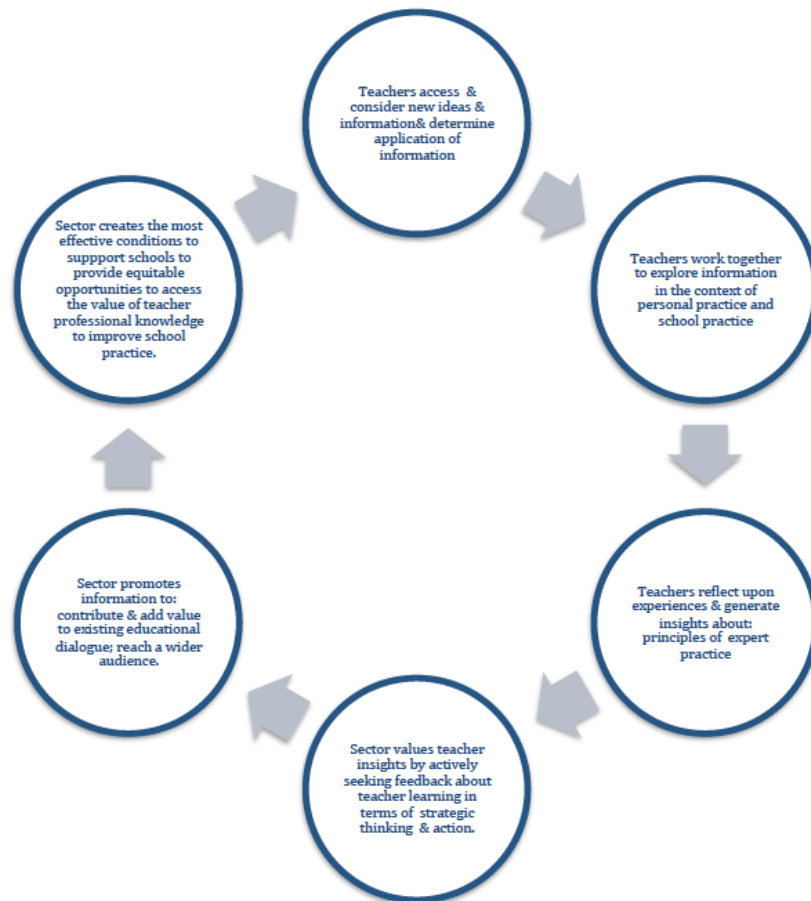 Teachers access &
consider new ideas &
information& determine
application of
information
Teachers work together
to explore information
in the context of
personal practice and
school practice
Teachers reflect upon
experiences & generate
insights about:
principles of expert
practice
Sector values teacher
insights by actively
seeking feedback about
teacher learning in
terms of strategic
thinking & action.
Sector promotes
information to:
contribute & add value
to existing educational
dialogue; reach a wider
audience.
Sector creates the most
effective conditions to
suppport schools to
provide equitable
opportunities to access
the value of teacher
professional knowledge
to improve school
practice.